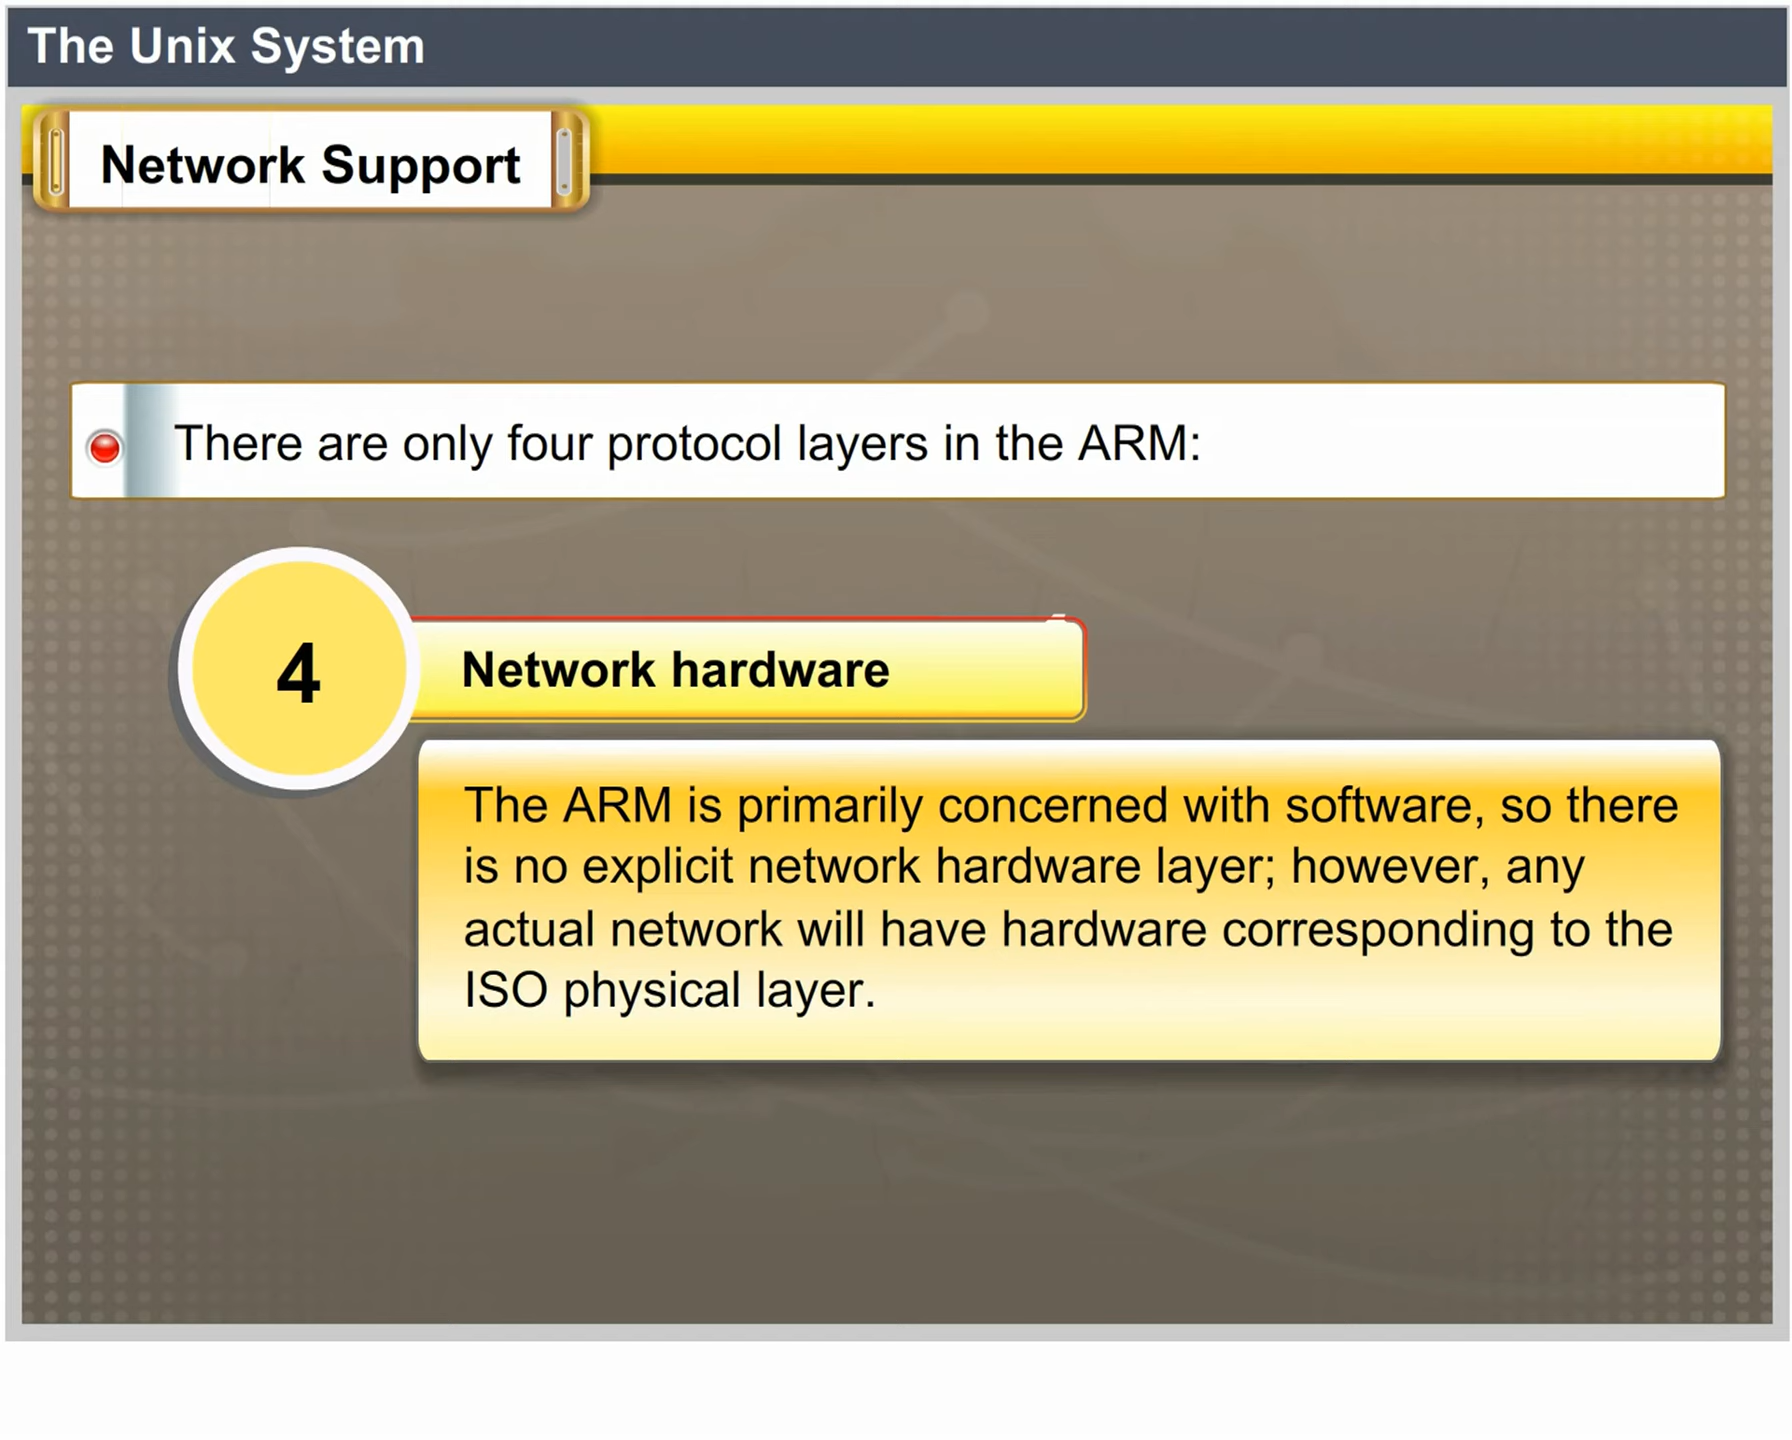 The Unix System
Network Support
There are only four protocol layers in the ARM:
4
Network hardware
The ARM is primarily concerned with software, so there
is no explicit network hardware layer; however, any
actual network will have hardware corresponding to the
ISO physical layer.